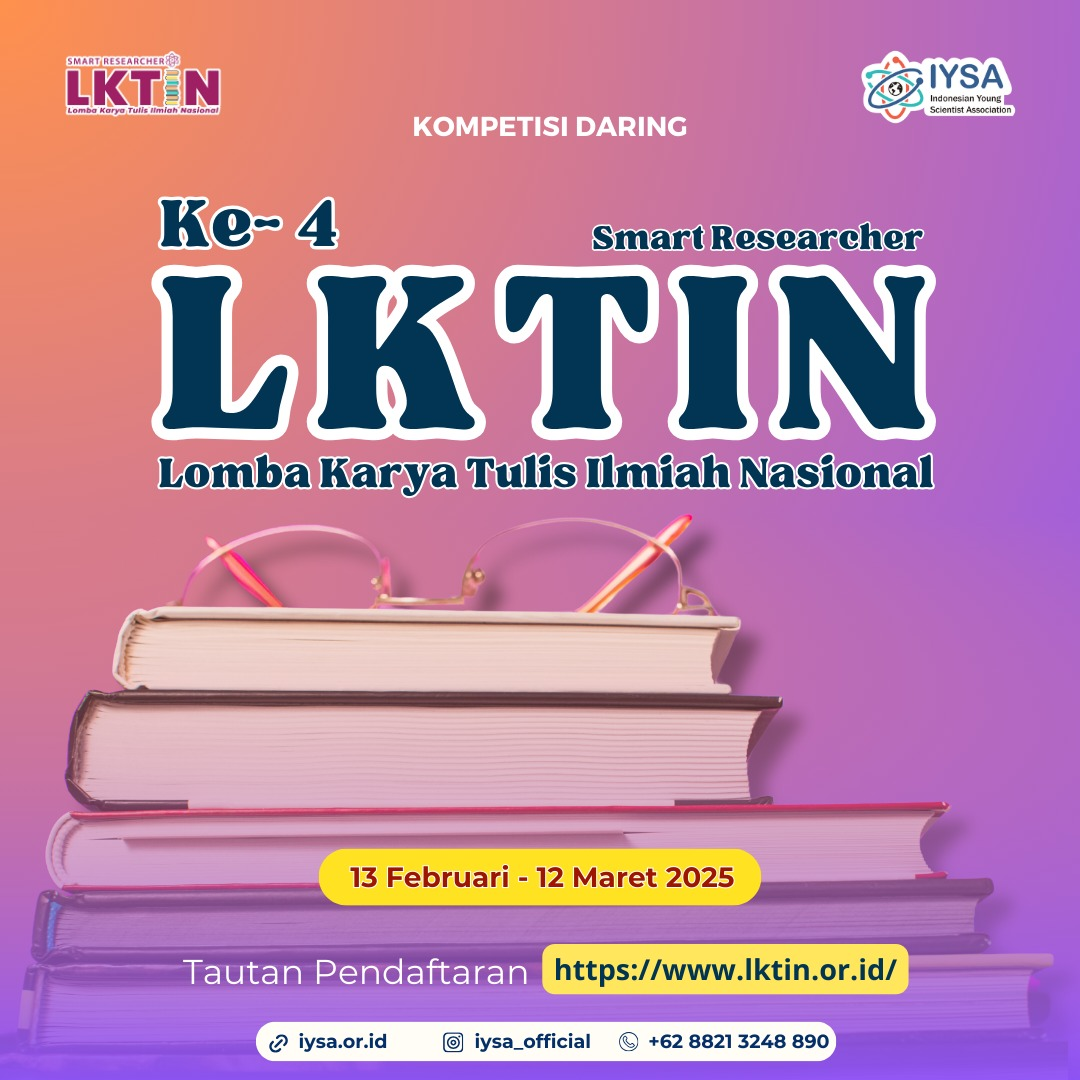 SMART RESEARCHER
LKTIN
Lomba Karya Tulis Ilmiah Nasional
IYSA
Indonesian Young
Scientist Association
KOMPETISI DARING
Ke- 4
Smart Researcher
LKTIN
Lomba Karya Tulis Ilmiah Nasional
13 Februari - 12 Maret 2025
Tautan Pendaftaran https://www.lktin.or.id/
iysa.or.id iysa_official +62 8821 3248 890